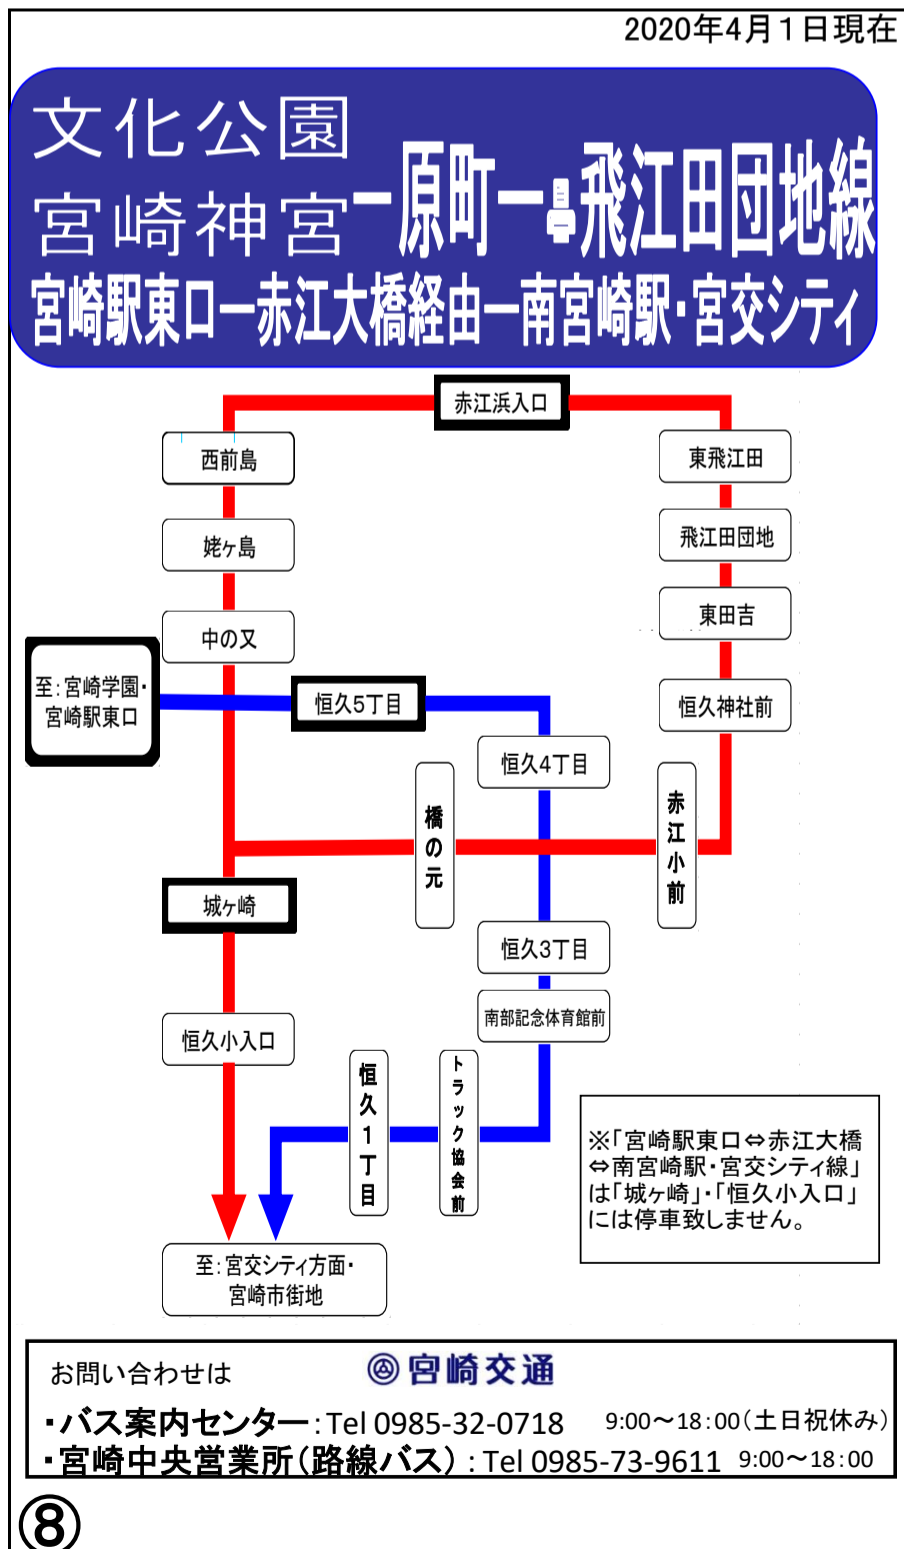 2020年4月1日現在
文化公園
宮崎神宮
ー原町ー飛江田団地線
宮崎駅東口ー赤江大橋経由ー南宮崎駅・宮交シティ
赤江浜入口
西前島
東飛江田
姥ヶ島
飛江田団地
中の又
東田吉
至：宮崎学園・
宮崎駅東口
恒久5丁目
恒久神社前
恒久4丁目
橋の元
赤江小前
城ヶ崎
恒久3丁目
南部記念体育館前
恒久小入口
恒久1丁目
トラック協会前
※「宮崎駅東口⇔赤江大橋
⇔南宮崎駅・宮交シティ線」
は「城ヶ崎」・「恒久小入口」
には停車致しません。
至：宮交シティ方面・
宮崎市街地
お問い合わせは
宮崎交通
・バス案内センター：Tel 0985-32-0718 9:00～18:00（土日祝休み）
・宮崎中央営業所（路線バス）：Tel 0985-73-9611 9:00～18:00
⑧